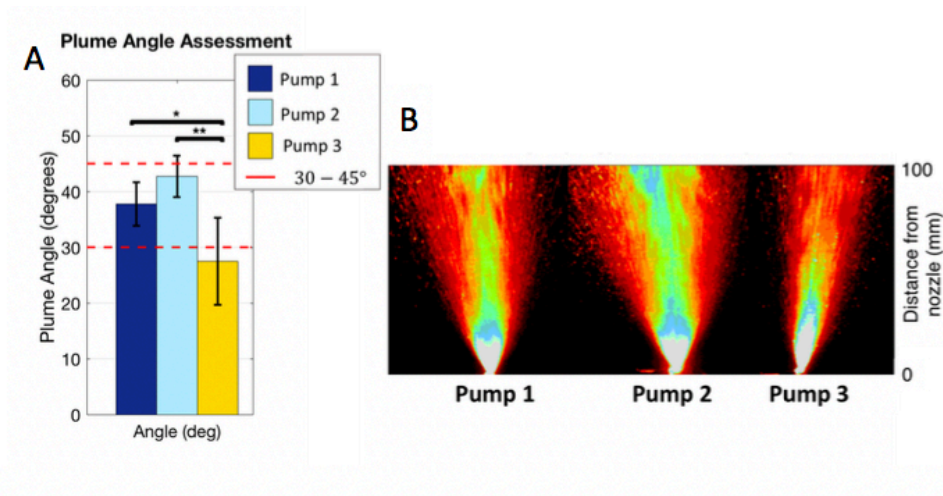 A
Plume Angle Assessment
Pump 1
Pump 2
Pump 3
30 – 45°
*
**
60
50
40
30
20
10
0
Plume Angle (degrees)
Angle (deg)
B
100
0
Distance from
nozzle (mm)
Pump 1
Pump 2
Pump 3